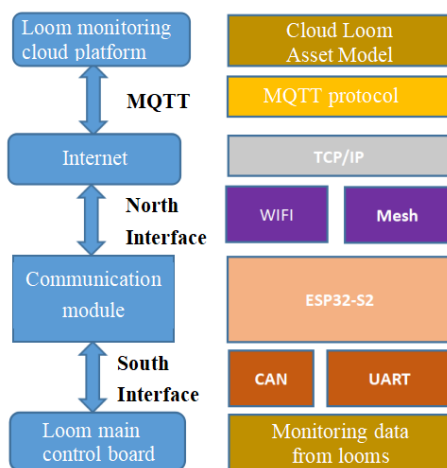 Loom monitoring
cloud platform
Cloud Loom
Asset Model
MQTT
MQTT protocol
Internet
TCP/IP
North
Interface
WIFI
Mesh
Communication
module
ESP32-S2
South
Interface
CAN
UART
Loom main
control board
Monitoring data
from looms